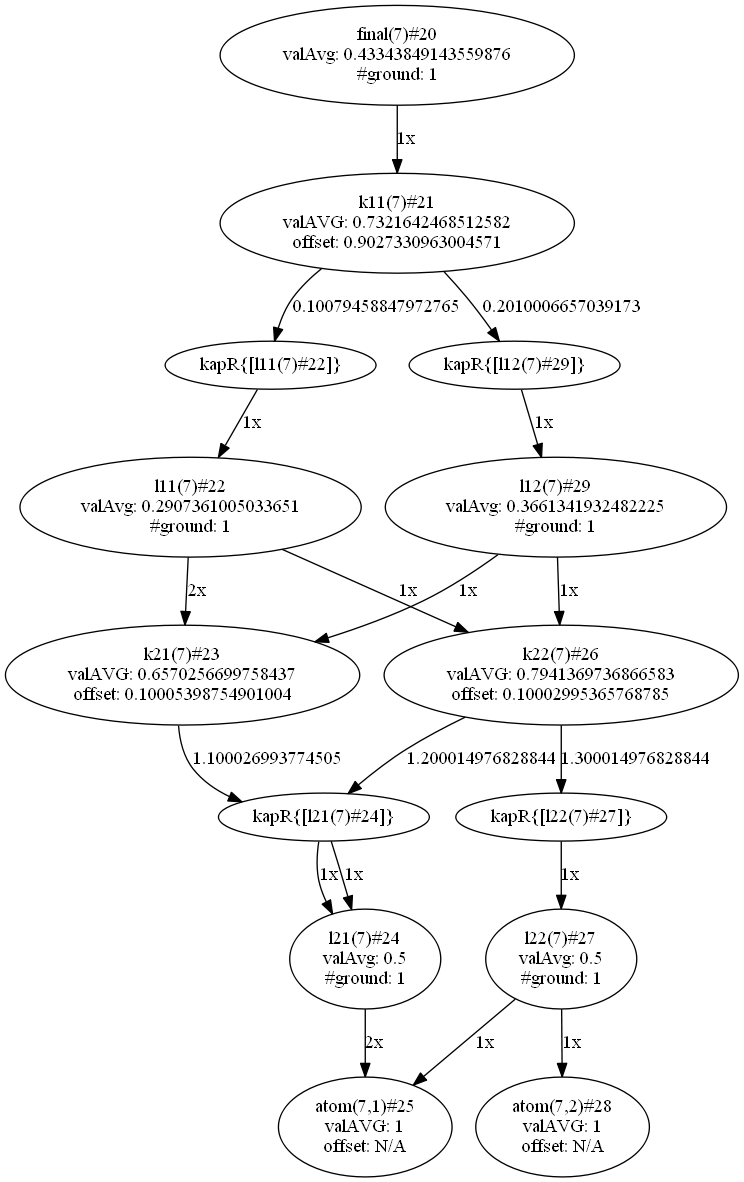 final(7)#20
valAvg: 0.43343849143559876
#ground: 1
1x
k11(7)#21
valAVG: 0.7321642468512582
offset: 0.9027330963004571
0.10079458847972765
0.2010006657039173
kapR{[l11(7)#22]}
kapR{[l12(7)#29]}
1x
1x
l11(7)#22
valAvg: 0.2907361005033651
#ground: 1
l12(7)#29
valAvg: 0.3661341932482225
#ground: 1
2x
1x
1x
1x
k21(7)#23
valAVG: 0.6570256699758437
offset: 0.10005398754901004
k22(7)#26
valAVG: 0.7941369736866583
offset: 0.10002995365768785
1.100026993774505
1.200014976828844
1.300014976828844
kapR{[l21(7)#24]}
kapR{[l22(7)#27]}
1x
1x
1x
l21(7)#24
valAvg: 0.5
#ground: 1
l22(7)#27
valAvg: 0.5
#ground: 1
2x
1x
1x
atom(7,1)#25
valAVG: 1
offset: N/A
atom(7,2)#28
valAVG: 1
offset: N/A